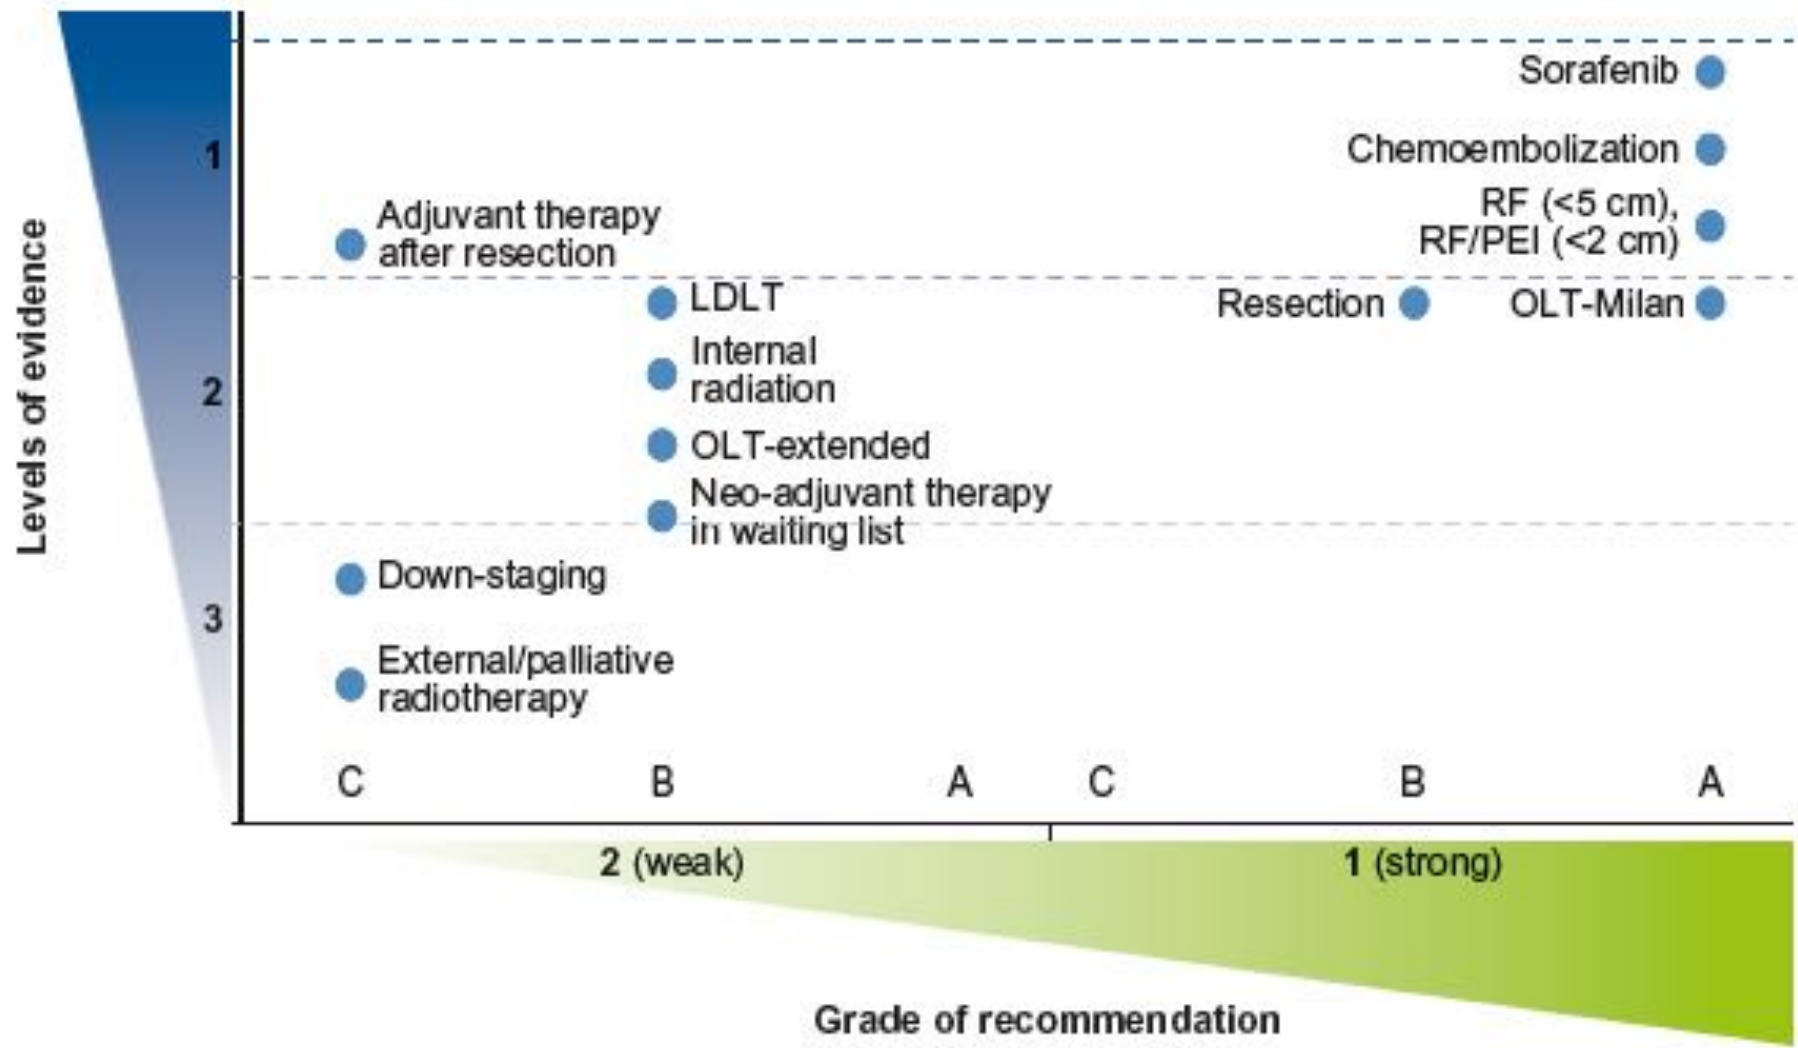 Sorafenib
1
Chemoembolization
RF (<5 cm),
RF/PEI (<2 cm)
Adjuvant therapy
after resection
LDLT
Resection
OLT-Milan
Internal
radiation
2
OLT-extended
Neo-adjuvant therapy
in waiting list
Down-staging
3
External/palliative
radiotherapy
Levels of evidence
C B A C B A
2 (weak) 1 (strong)
Grade of recommendation